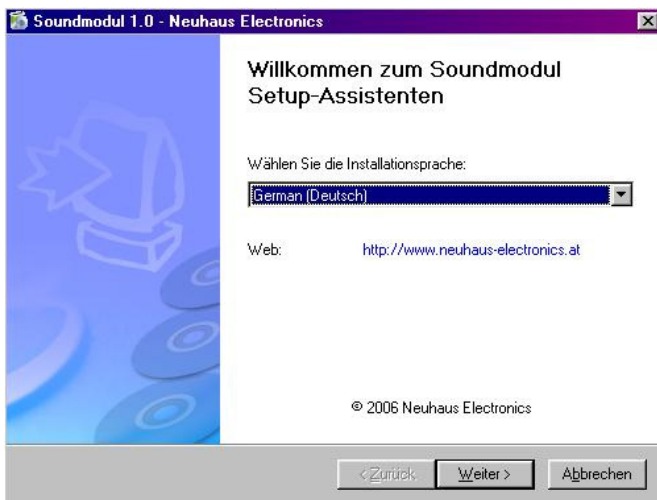 Soundmodul 1.0 - Neuhaus Electronics
Willkommen zum Soundmodul
Setup-Assistenten
Wählen Sie die Installationsprache:
German (Deutsch)
Web: http://www.neuhaus-electronics.at
© 2006 Neuhaus Electronics
< Zurück Weiter > Abbrechen